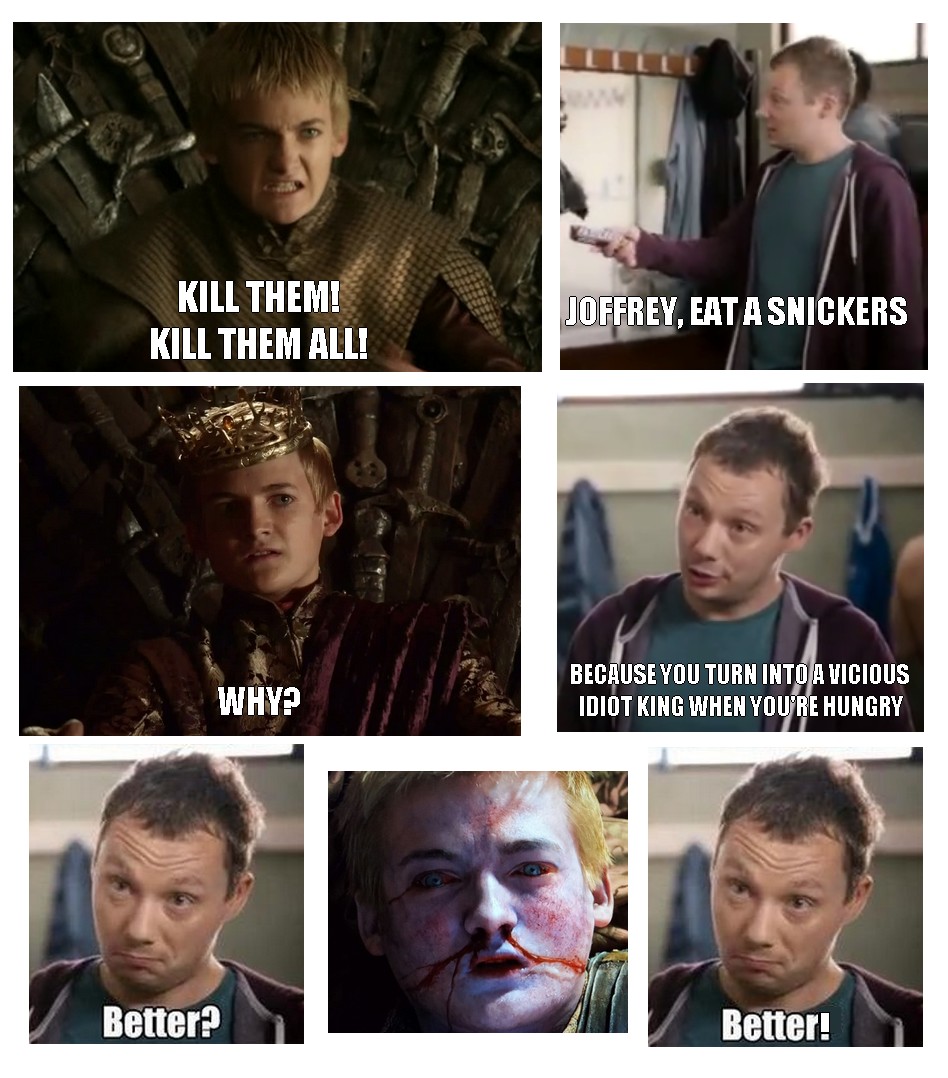 KILL THEM!
KILL THEM ALL!
JOFFREY, EAT A SNICKERS
WHY?
BECAUSE YOU TURN INTO A VICIOUS
IDIOT KING WHEN YOU'RE HUNGRY
Better?
Better!